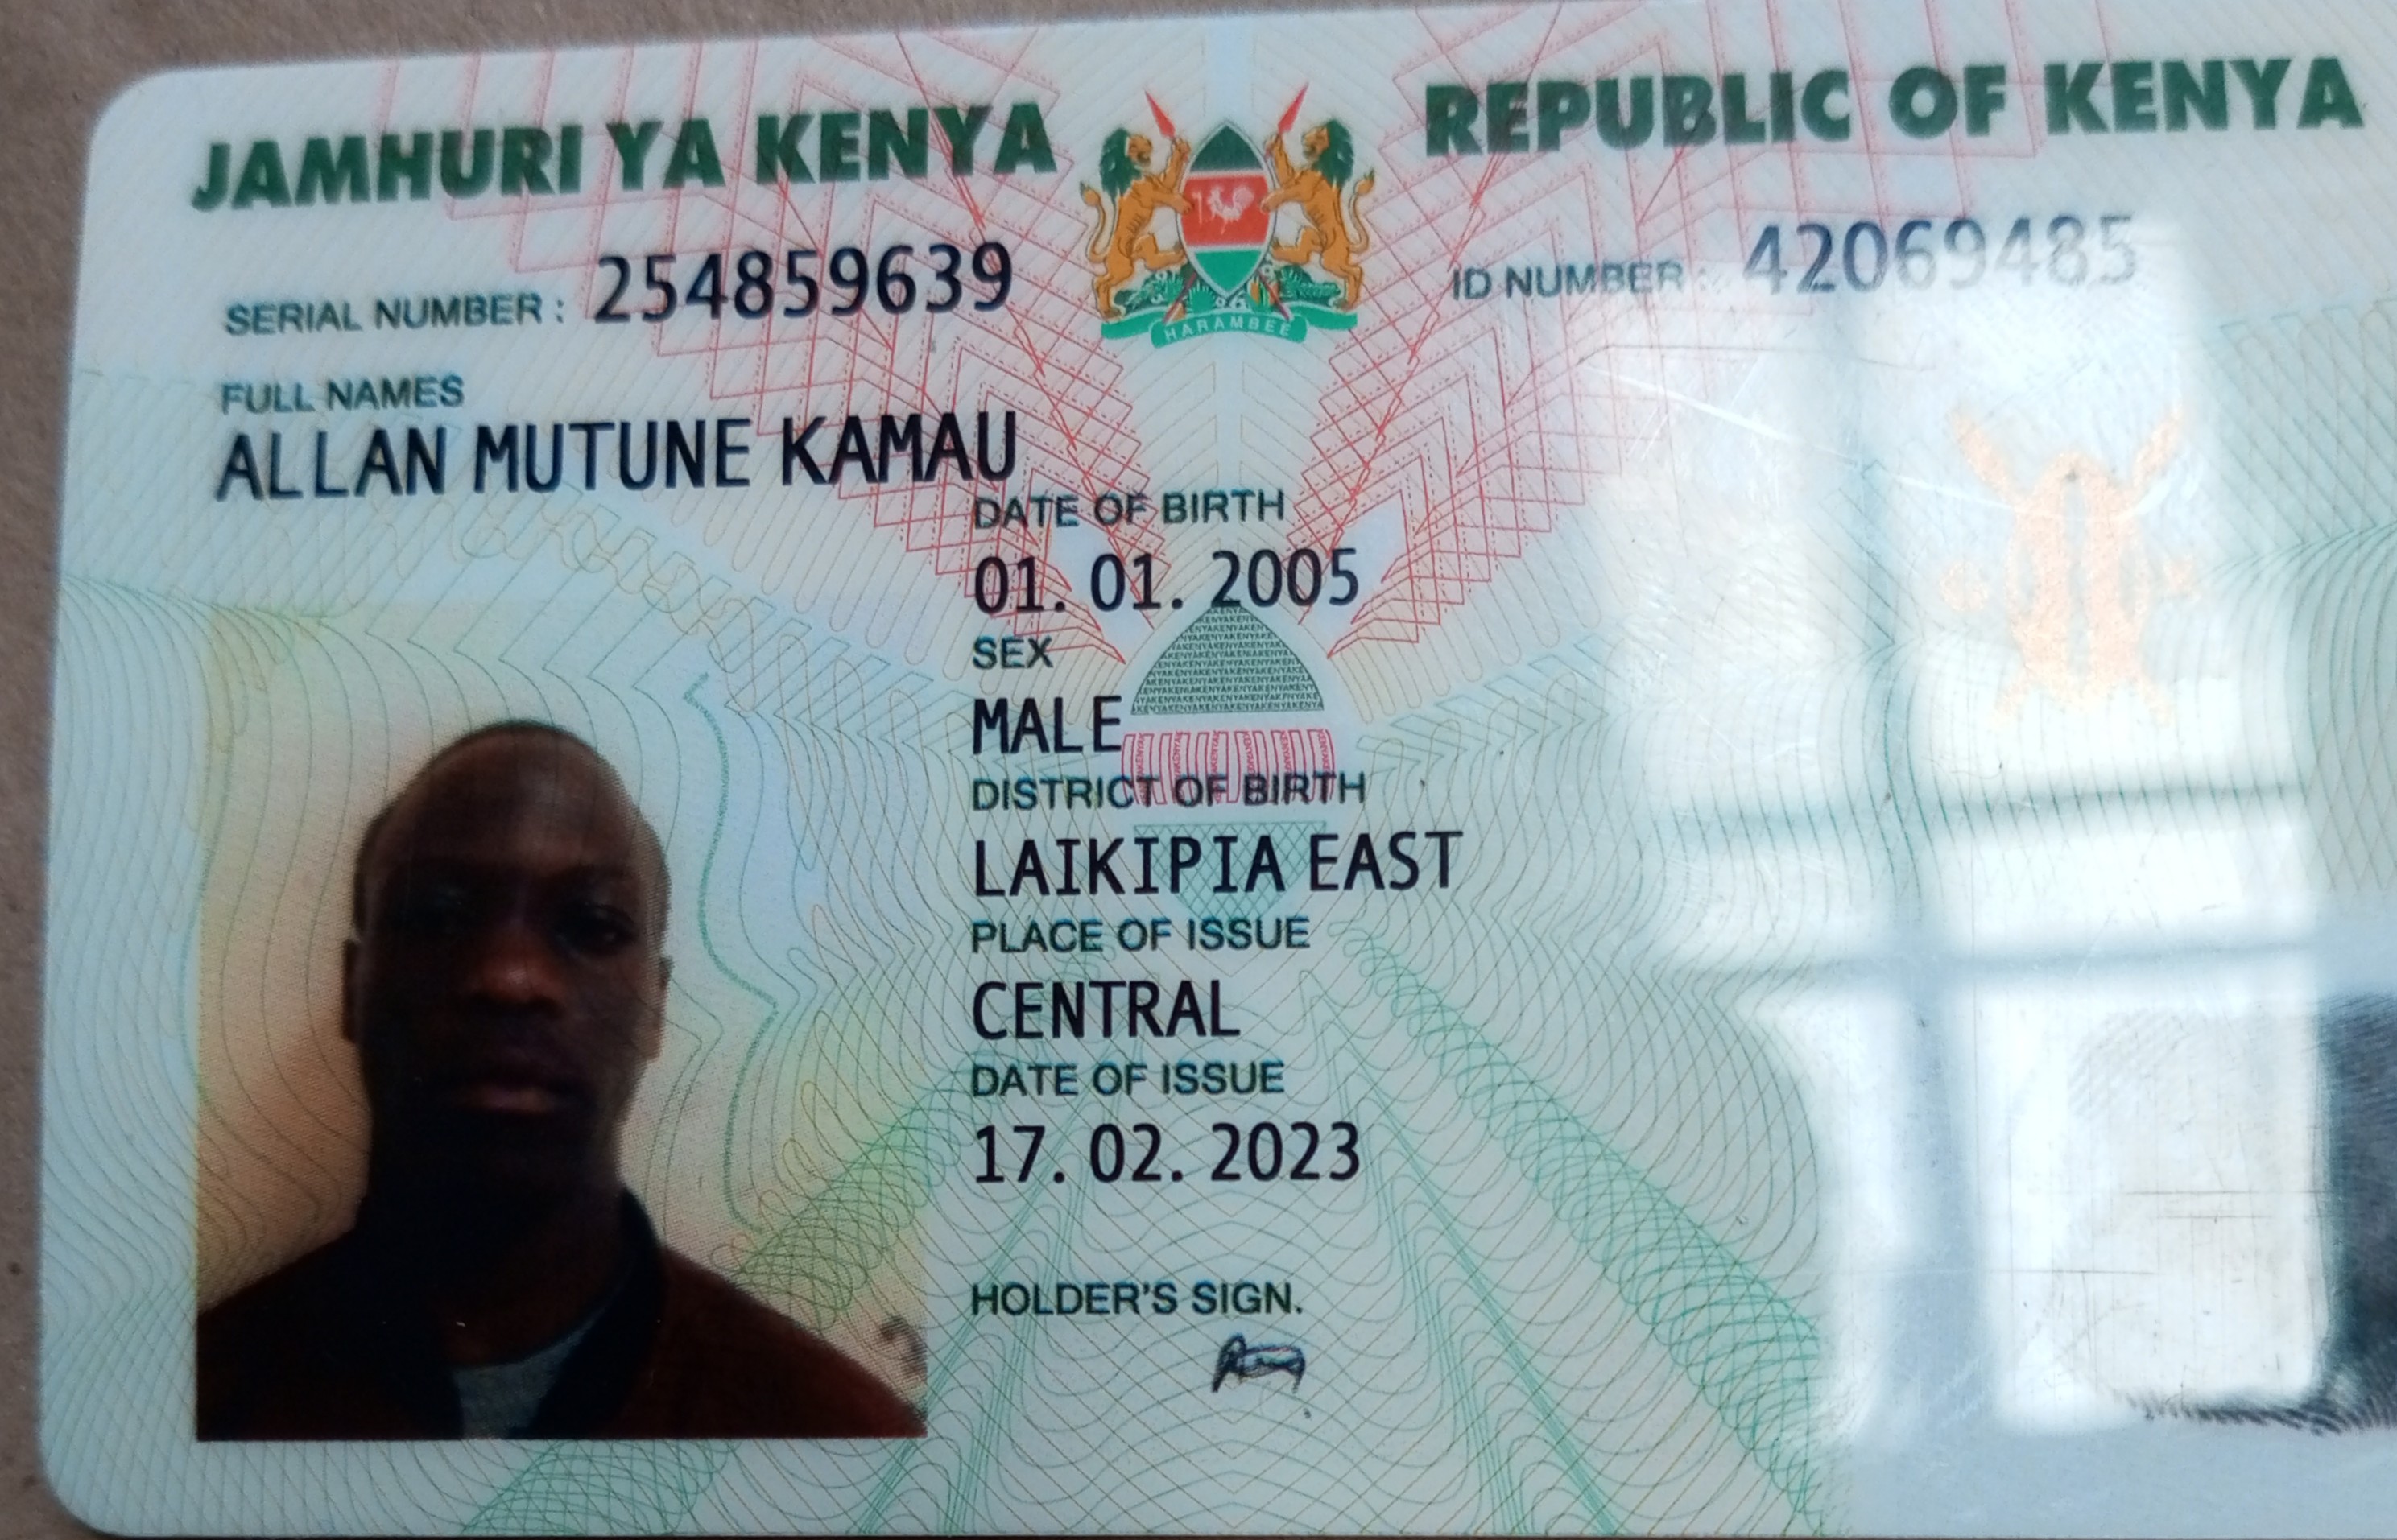 JAMHURI YA KENYA REPUBLIC OF KENYA
HARAMBEE
SERIAL NUMBER : 254859639 ID NUMBER : 42069485
FULL NAMES
ALLAN MUTUNE KAMAU
DATE OF BIRTH
01. 01. 2005
SEX
MALE
DISTRICT OF BIRTH
LAIKIPIA EAST
PLACE OF ISSUE
CENTRAL
DATE OF ISSUE
17. 02. 2023
HOLDER'S SIGN.